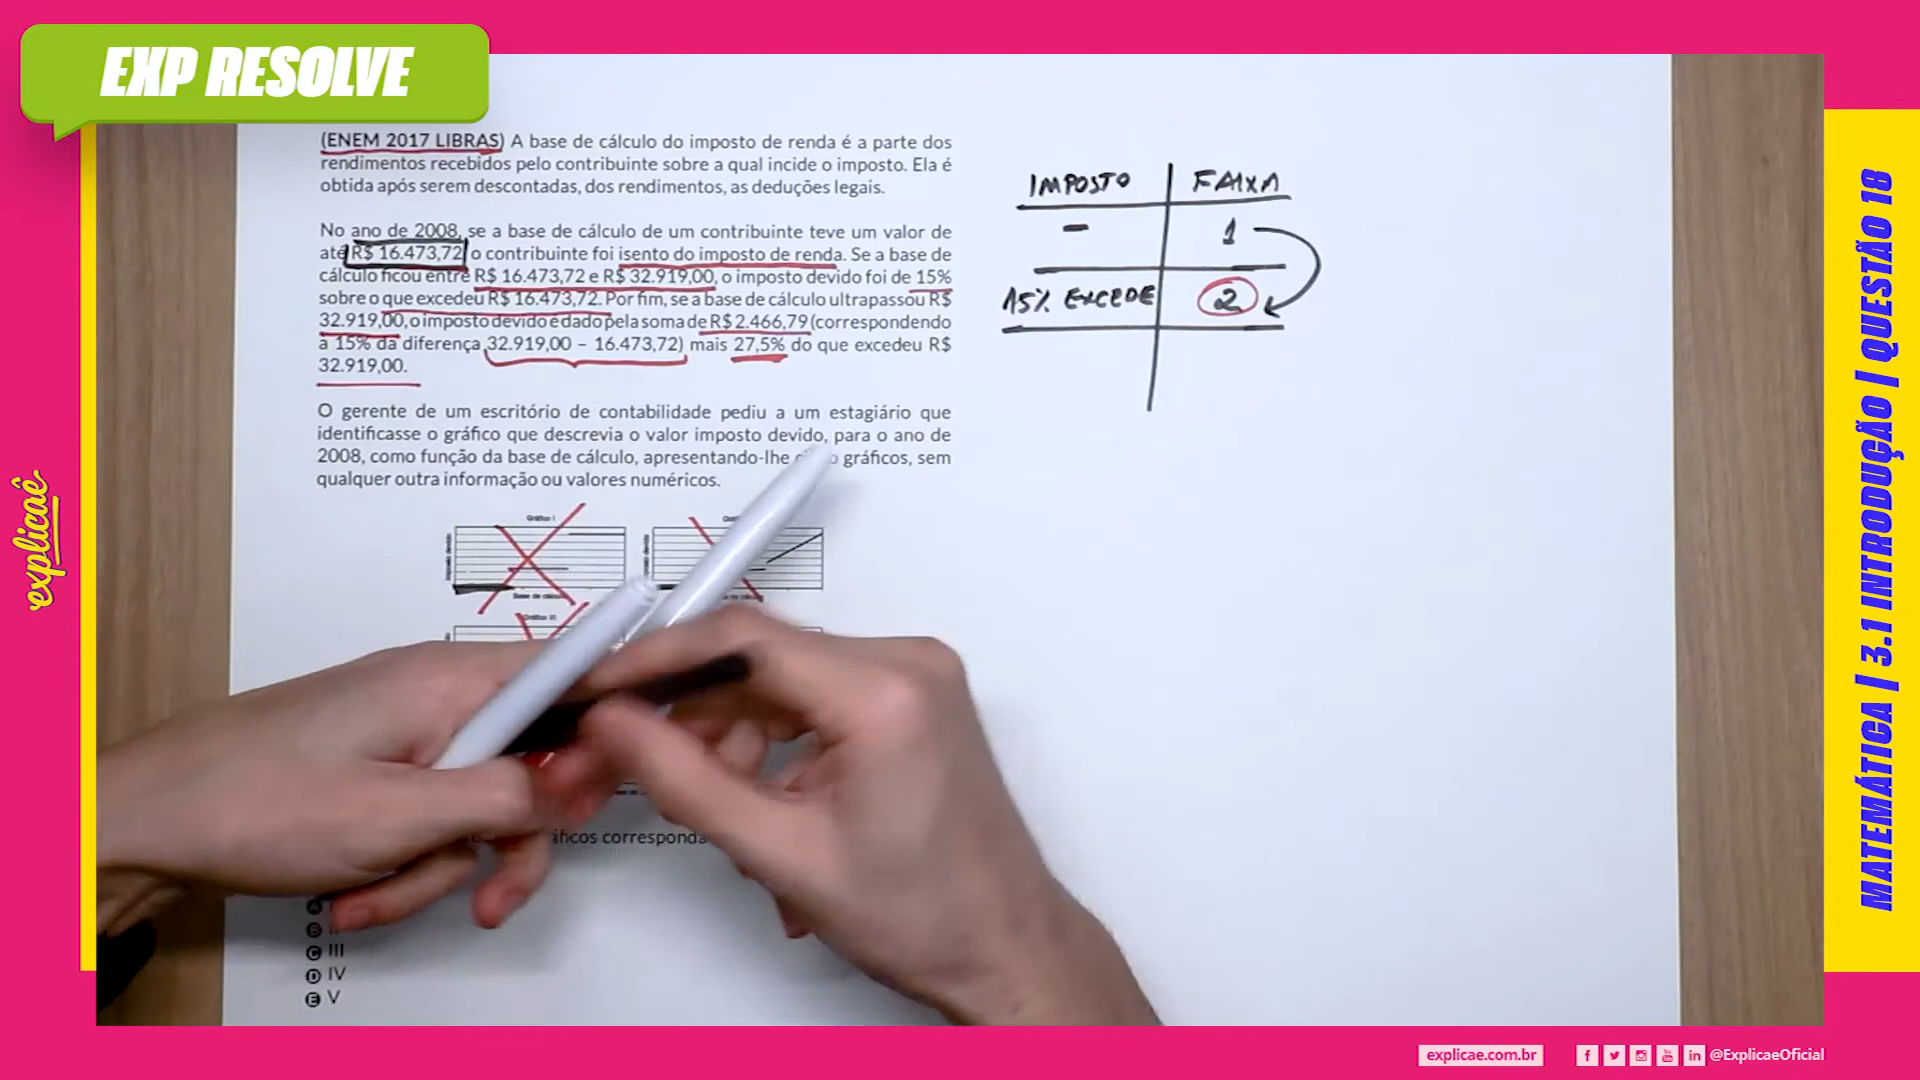 EXP RESOLVE
(ENEM 2017 LIBRAS) A base de cálculo do imposto de renda é a parte dos
rendimentos recebidos pelo contribuinte sobre a qual incide o imposto. Ela é
obtida após serem descontadas, dos rendimentos, as deduções legais.
No ano de 2008, se a base de cálculo de um contribuinte teve um valor de
até R$ 16.473,72, o contribuinte foi isento do imposto de renda. Se a base de
cálculo ficou entre R$ 16.473,72 e R$ 32.919,00, o imposto devido foi de 15%
sobre o que excedeu R$ 16.473,72. Por fim, se a base de cálculo ultrapassou R$
32.919,00, o imposto devido é dado pela soma de R$ 2.466,79 (correspondendo
à 15% da diferença 32.919,00 – 16.473,72) mais 27,5% do que excedeu R$
32.919,00.
O gerente de um escritório de contabilidade pediu a um estagiário que
identificasse o gráfico que descrevia o valor imposto devido, para o ano de
2008, como função da base de cálculo, apresentando-lhe gráficos, sem
qualquer outra informação ou valores numéricos.
Gráfico I
Imposto devido
Base de
Gráfico III
corresponda
A
B II
C III
D IV
E V
IMPOSTO FAIXA
- 1
15% EXCEDE 2
explicaê
MATEMÁTICA | 3.1 INTRODUÇÃO | QUESTÃO 18
explicae.com.br
@ExplicaeOficial